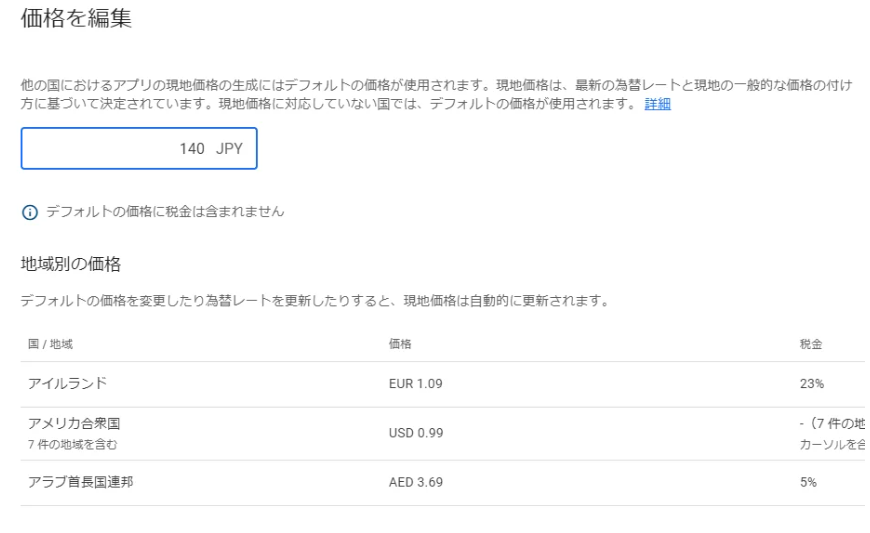 価格を編集
他の国におけるアプリの現地価格の生成にはデフォルトの価格が使用されます。現地価格は、最新の為替レートと現地の一般的な価格の付け
方に基づいて決定されています。現地価格に対応していない国では、デフォルトの価格が使用されます。 詳細
140 JPY
デフォルトの価格に税金は含まれません
地域別の価格
デフォルトの価格を変更したり為替レートを更新したりすると、現地価格は自動的に更新されます。
国 / 地域 価格 税金
アイルランド EUR 1.09 23%
アメリカ合衆国 - (7 件の地
USD 0.99
7 件の地域を含む カーソルを合
アラブ首長国連邦 AED 3.69 5%